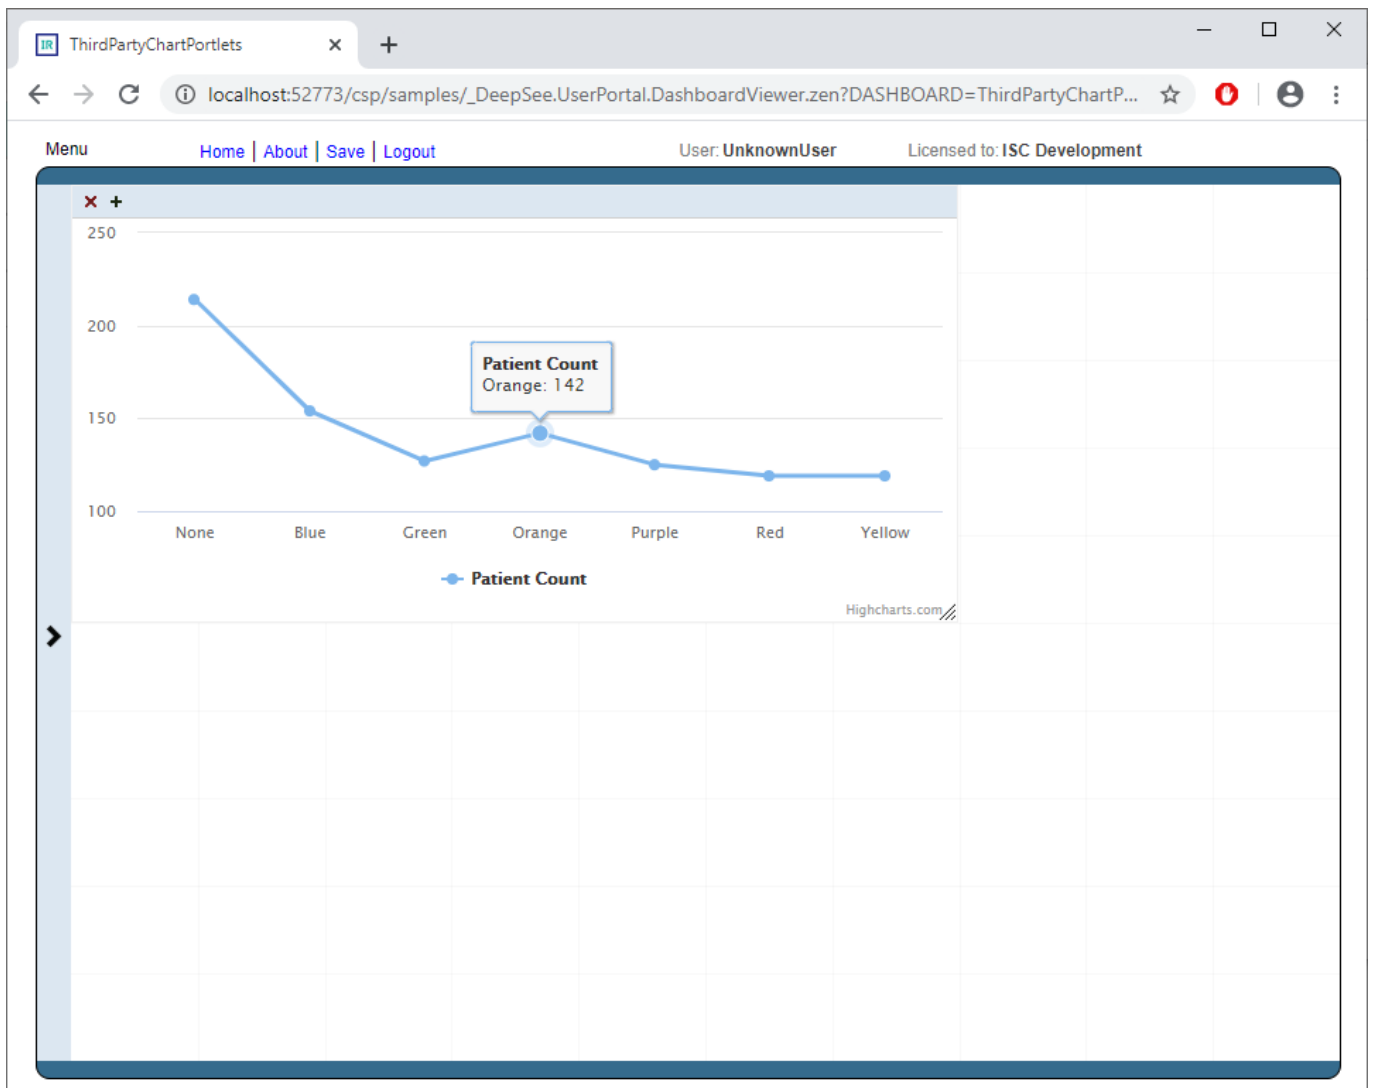 IR ThirdPartyChartPortlets
localhost:52773/csp/samples/_DeepSee.UserPortal.DashboardViewer.zen?DASHBOARD=ThirdPartyChartP...
Menu Home | About | Save | Logout User: UnknownUser Licensed to: ISC Development
250
200
Patient Count
Orange: 142
150
100
None Blue Green Orange Purple Red Yellow
Patient Count
Highcharts.com